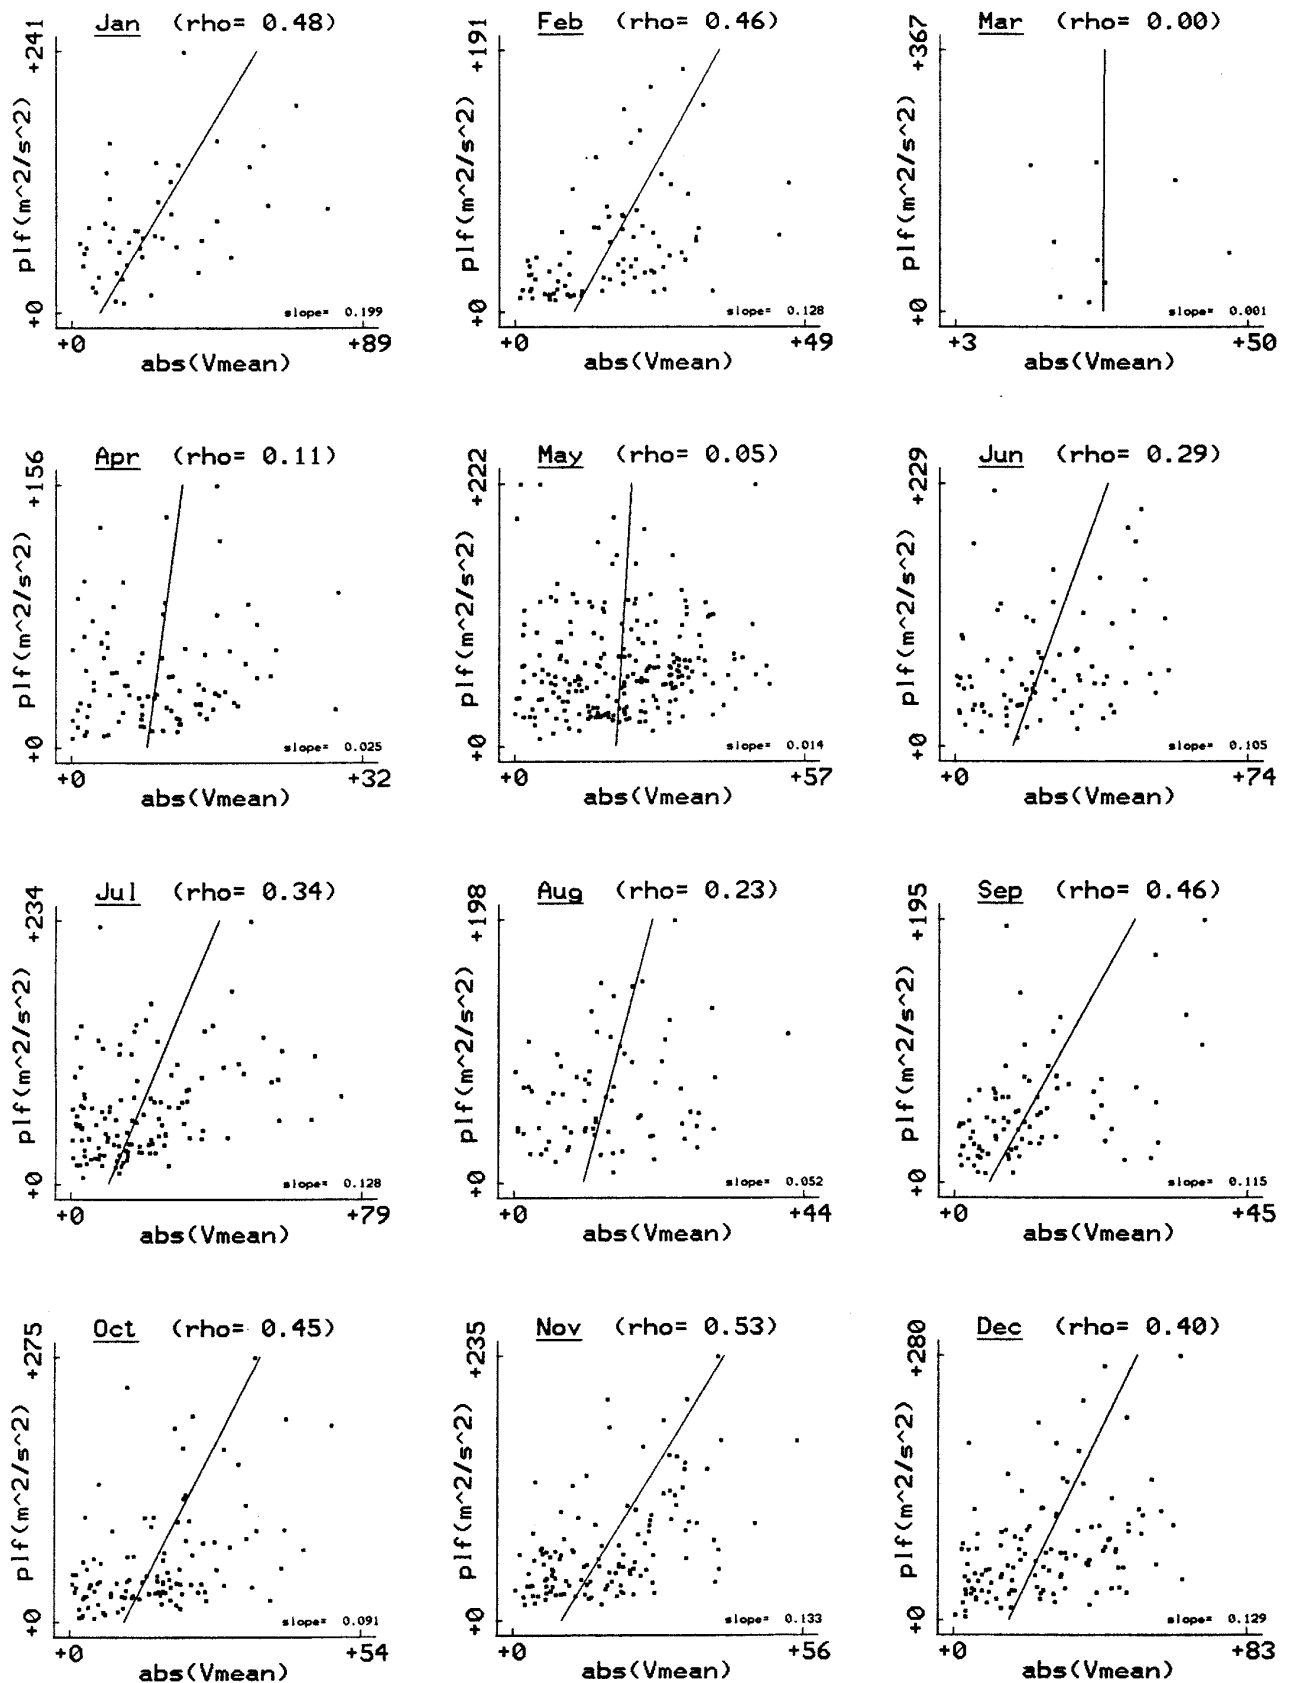 Jan (rho= 0.48)
+241
plf(m^2/s^2)
+0
slope= 0.199
+0 +89
abs(Vmean)
Feb (rho= 0.46)
+191
plf(m^2/s^2)
+0
slope= 0.128
+0 +49
abs(Vmean)
Mar (rho= 0.00)
+367
plf(m^2/s^2)
+0
slope= 0.001
+3 +50
abs(Vmean)
Apr (rho= 0.11)
+156
plf(m^2/s^2)
+0
slope= 0.025
+0 +32
abs(Vmean)
May (rho= 0.05)
+222
plf(m^2/s^2)
+0
slope= 0.014
+0 +57
abs(Vmean)
Jun (rho= 0.29)
+229
plf(m^2/s^2)
+0
slope= 0.105
+0 +74
abs(Vmean)
Jul (rho= 0.34)
+234
plf(m^2/s^2)
+0
slope= 0.128
+0 +79
abs(Vmean)
Aug (rho= 0.23)
+198
plf(m^2/s^2)
+0
slope= 0.052
+0 +44
abs(Vmean)
Sep (rho= 0.46)
+195
plf(m^2/s^2)
+0
slope= 0.115
+0 +45
abs(Vmean)
Oct (rho= 0.45)
+275
plf(m^2/s^2)
+0
slope= 0.091
+0 +54
abs(Vmean)
Nov (rho= 0.53)
+235
plf(m^2/s^2)
+0
slope= 0.133
+0 +56
abs(Vmean)
Dec (rho= 0.40)
+280
plf(m^2/s^2)
+0
slope= 0.129
+0 +83
abs(Vmean)